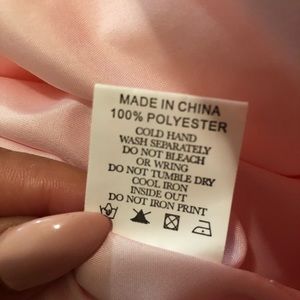 MADE IN CHINA
100% POLYESTER
COLD HAND
WASH SEPARATELY
DO NOT BLEACH
OR WRING
DO NOT TUMBLE DRY
COOL IRON
INSIDE OUT
DO NOT IRON PRINT